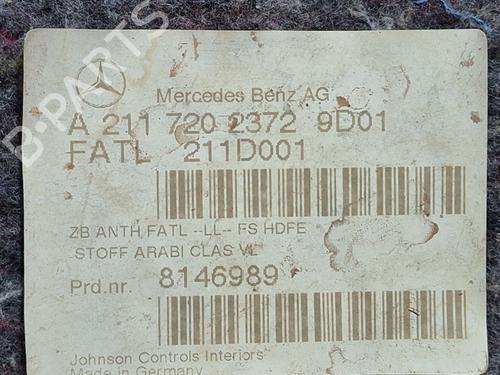 B-PARTS
Mercedes Benz AG
A 211 720 2372 9D01
FATL 211D001
ZB ANTH FATL --LL-- FS HDFE
STOFF ARABI CLAS VL
Prd.nr. 8146989
Johnson Controls Interiors
Made in Germany